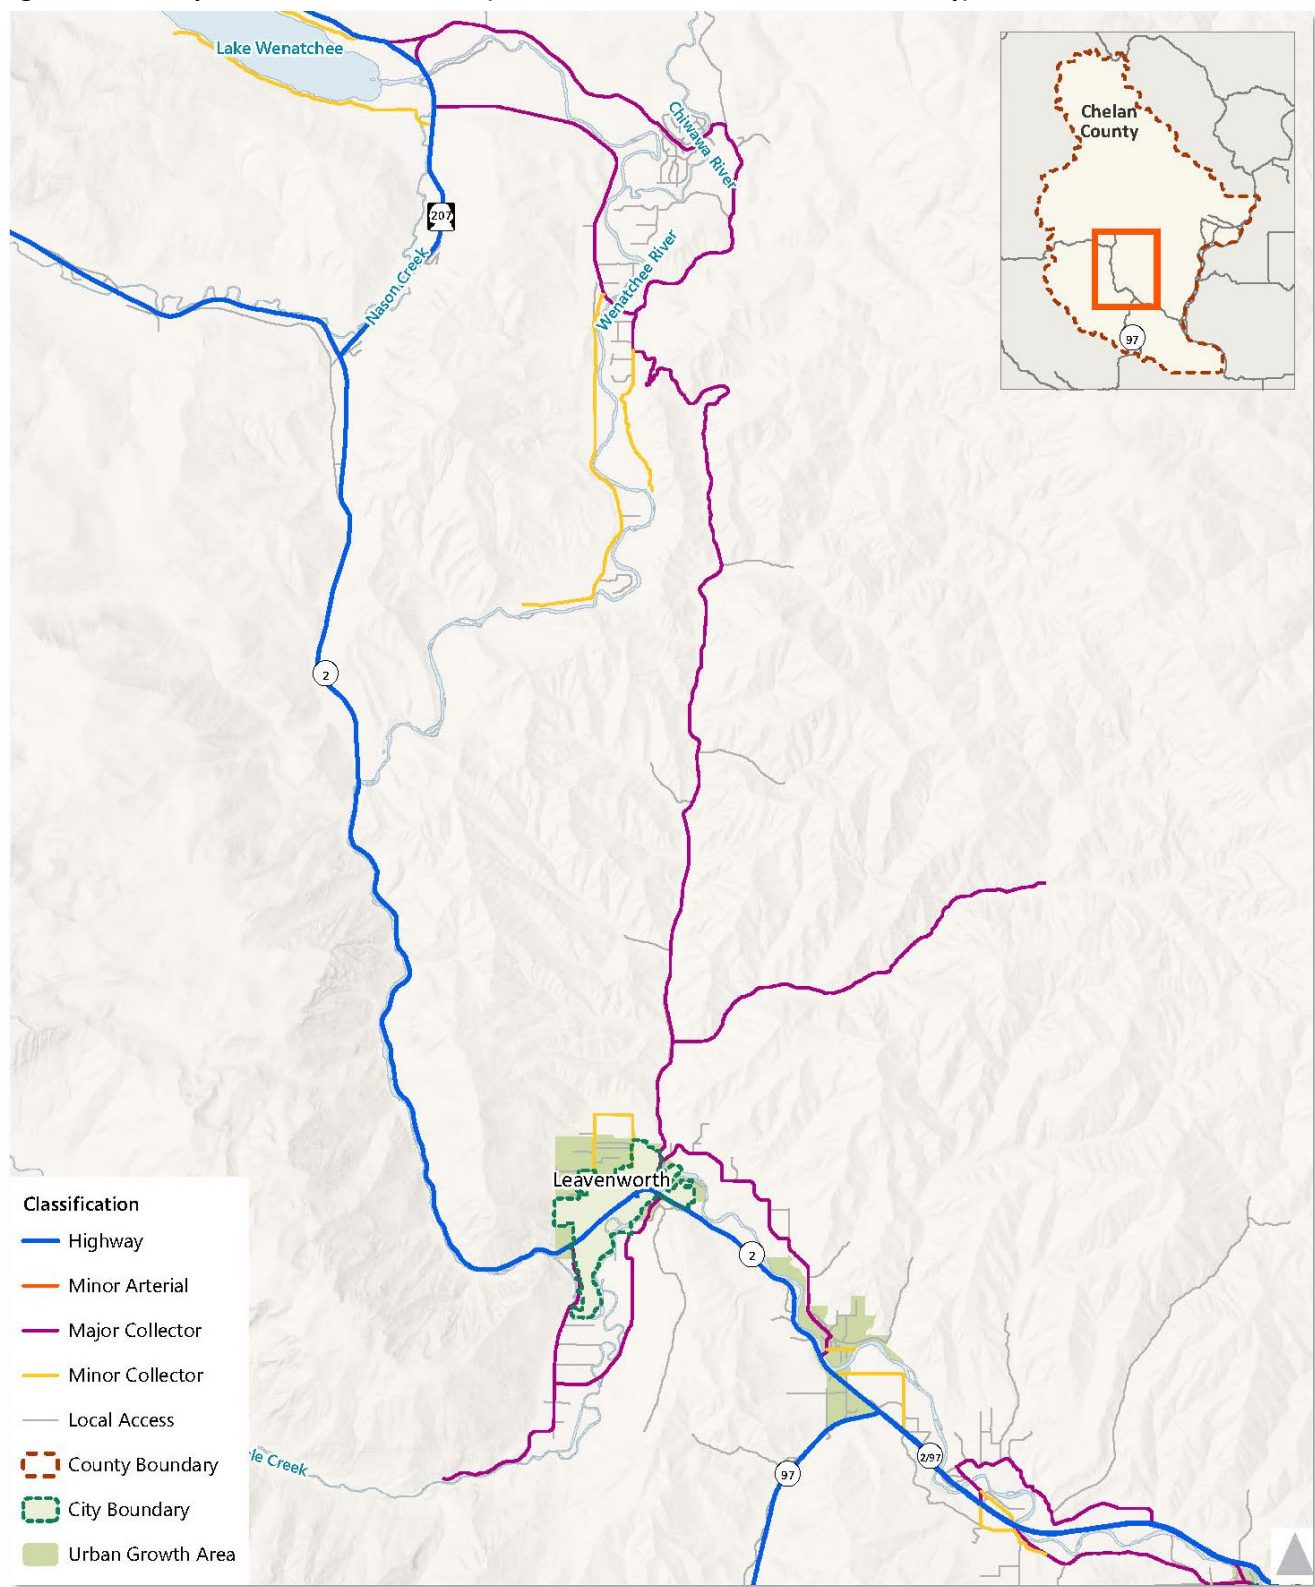 Lake Wenatchee
Chiwawa River
Chelan
County
207
Nason Creek
Wenatchee River
97
2
Leavenworth
2
Classification
Highway
Minor Arterial
Major Collector
Minor Collector
Local Access
County Boundary
City Boundary
Urban Growth Area
Creek
2/97
97